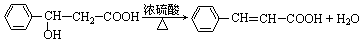 CH-CH₂-COOH 浓硫酸 △ CH=CH-COOH + H₂O
OH